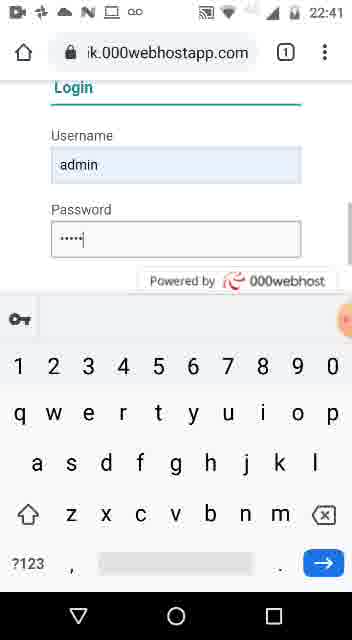 22:41
ik.000webhostapp.com
1
Login
Username
admin
Password
•••••
Powered by 000webhost
1 2 3 4 5 6 7 8 9 0
q w e r t y u i o p
a s d f g h j k l
z x c v b n m
?123 , .